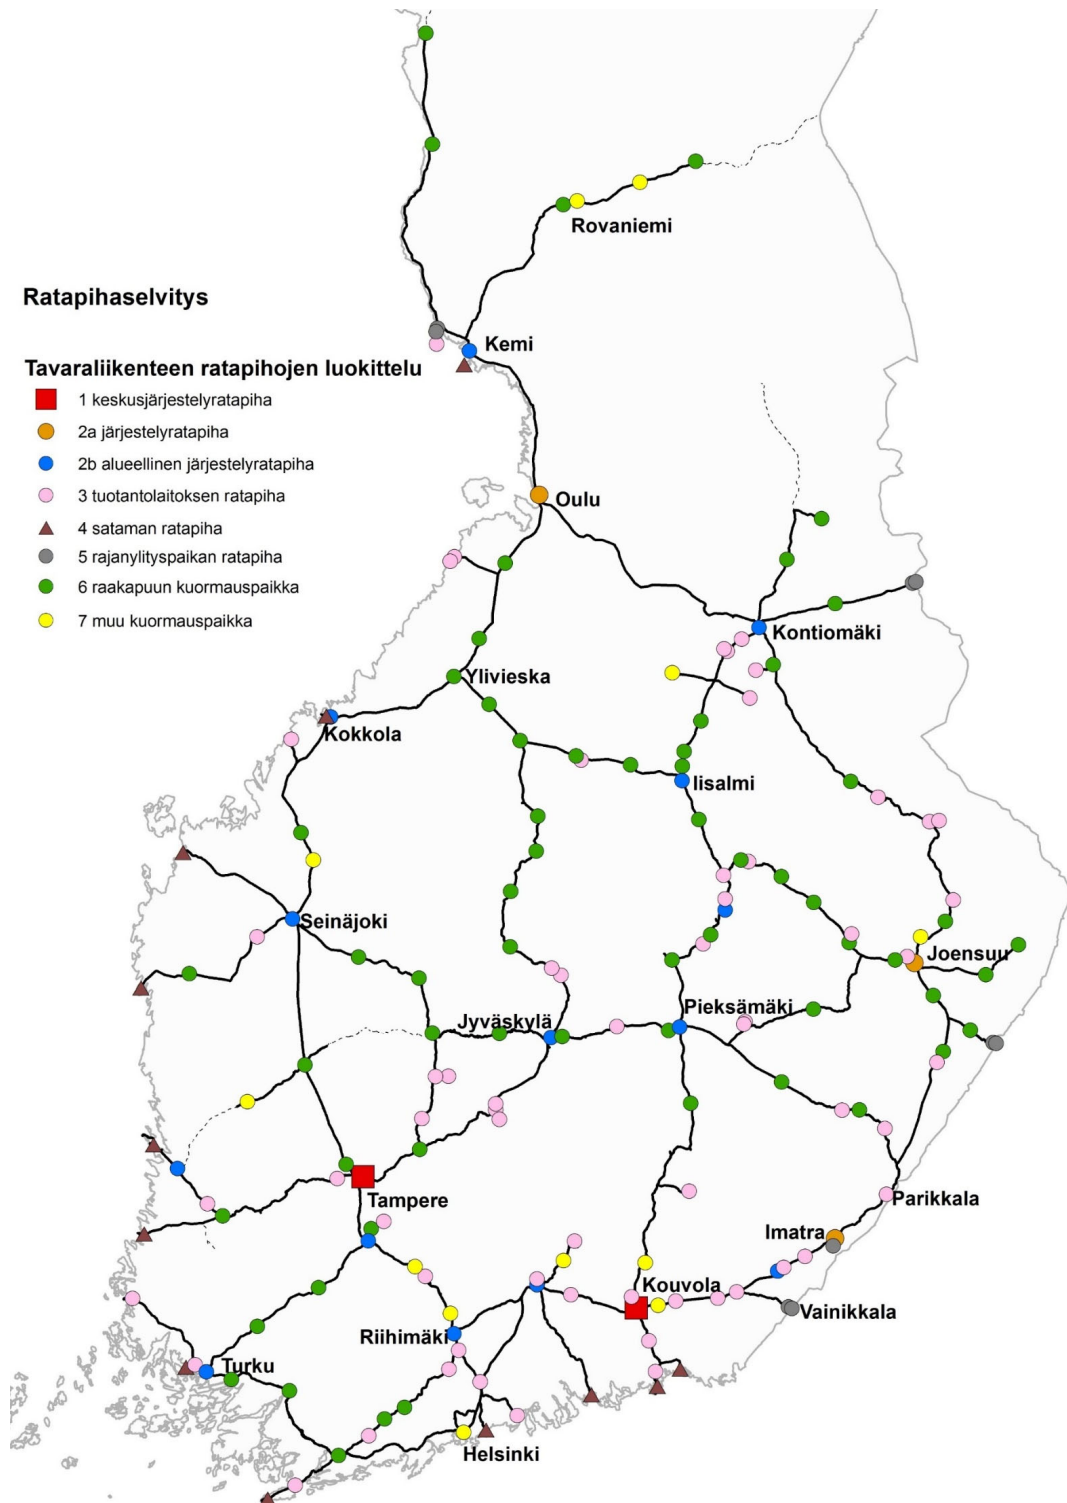 Rovaniemi
Ratapihaselvitys
Kemi
Tavaraliikenteen ratapihojen luokittelu
1 keskusjärjestelyratapiha
2a järjestelyratapiha
2b alueellinen järjestelyratapiha
3 tuotantolaitoksen ratapiha
4 sataman ratapiha
5 rajanylityspaikan ratapiha
6 raakapuun kuormauspaikka
7 muu kuormauspaikka
Oulu
Kontiomäki
Ylivieska
Kokkola
Iisalmi
Seinäjoki
Joensuu
Pieksämäki
Jyväskylä
Tampere
Parikkala
Imatra
Kouvola
Vainikkala
Riihimäki
Turku
Helsinki